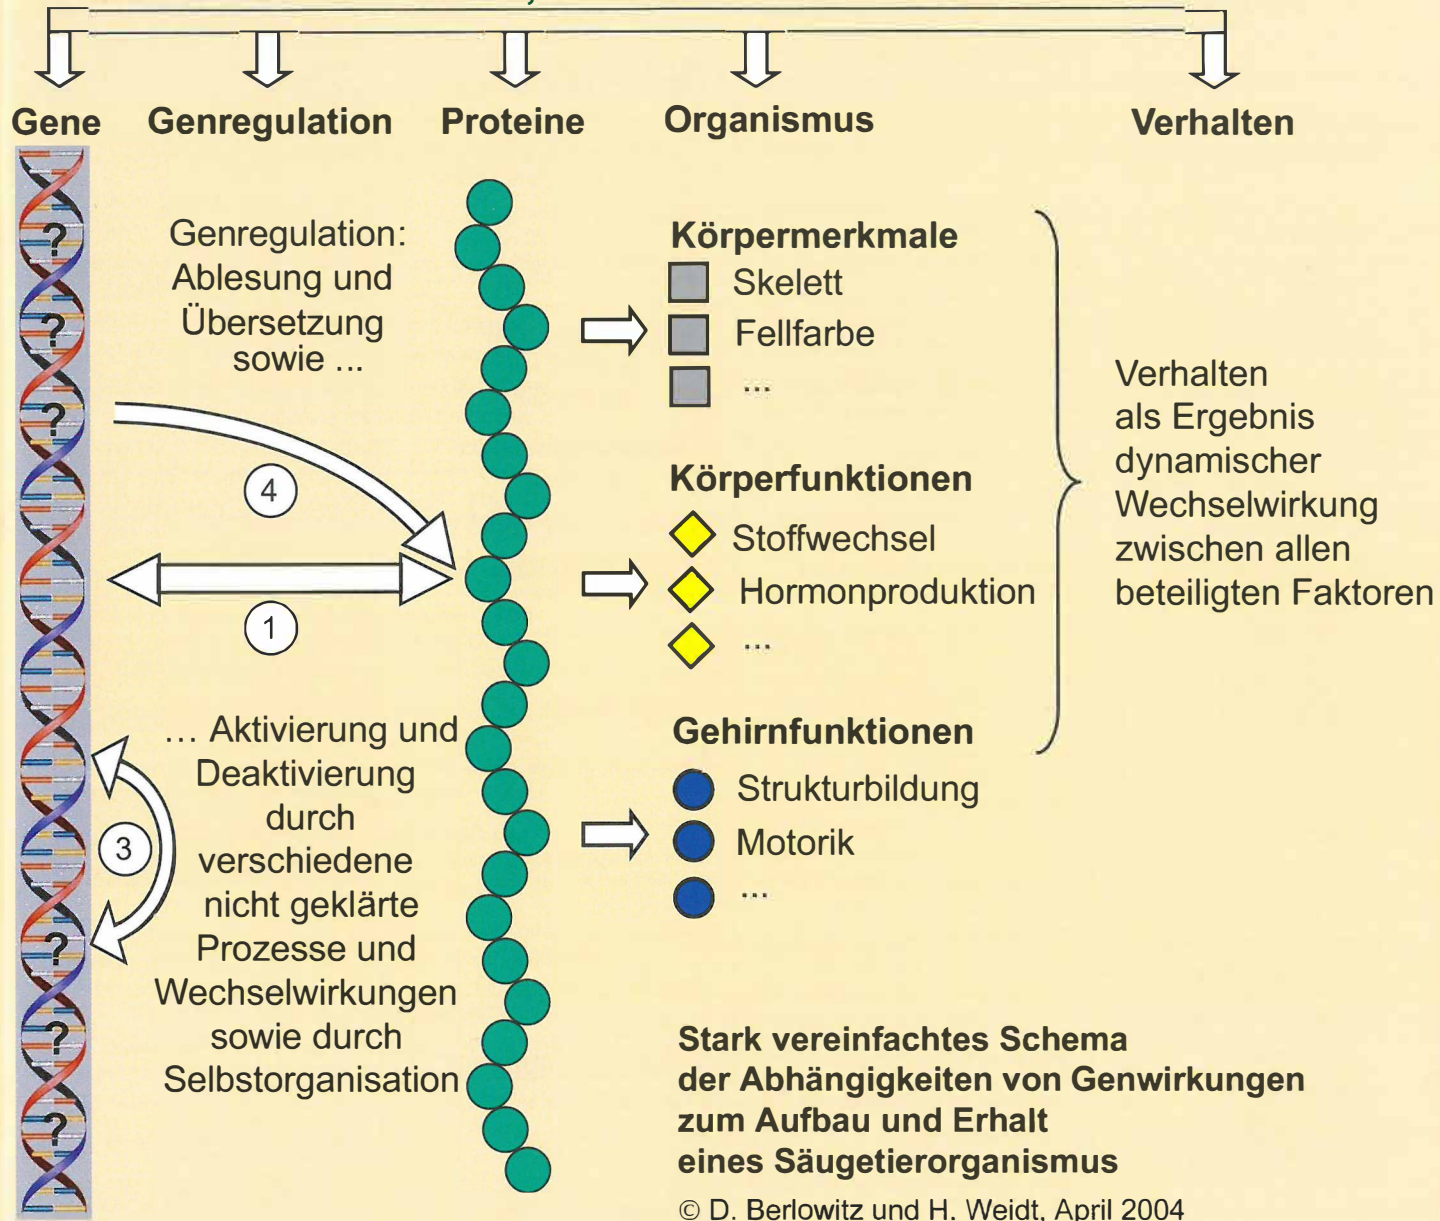 Gene
Genregulation
Proteine
Organismus
Verhalten
?
?
?
Genregulation:
Ablesung und
Übersetzung
sowie ...
4
1
... Aktivierung und
Deaktivierung
durch
verschiedene
nicht geklärte
Prozesse und
Wechselwirkungen
sowie durch
Selbstorganisation
3
?
?
?
Körpermerkmale
Skelett
Fellfarbe
...
Körperfunktionen
Stoffwechsel
Hormonproduktion
...
Gehirnfunktionen
Strukturbildung
Motorik
...
Verhalten
als Ergebnis
dynamischer
Wechselwirkung
zwischen allen
beteiligten Faktoren
Stark vereinfachtes Schema
der Abhängigkeiten von Genwirkungen
zum Aufbau und Erhalt
eines Säugetierorganismus
© D. Berlowitz und H. Weidt, April 2004